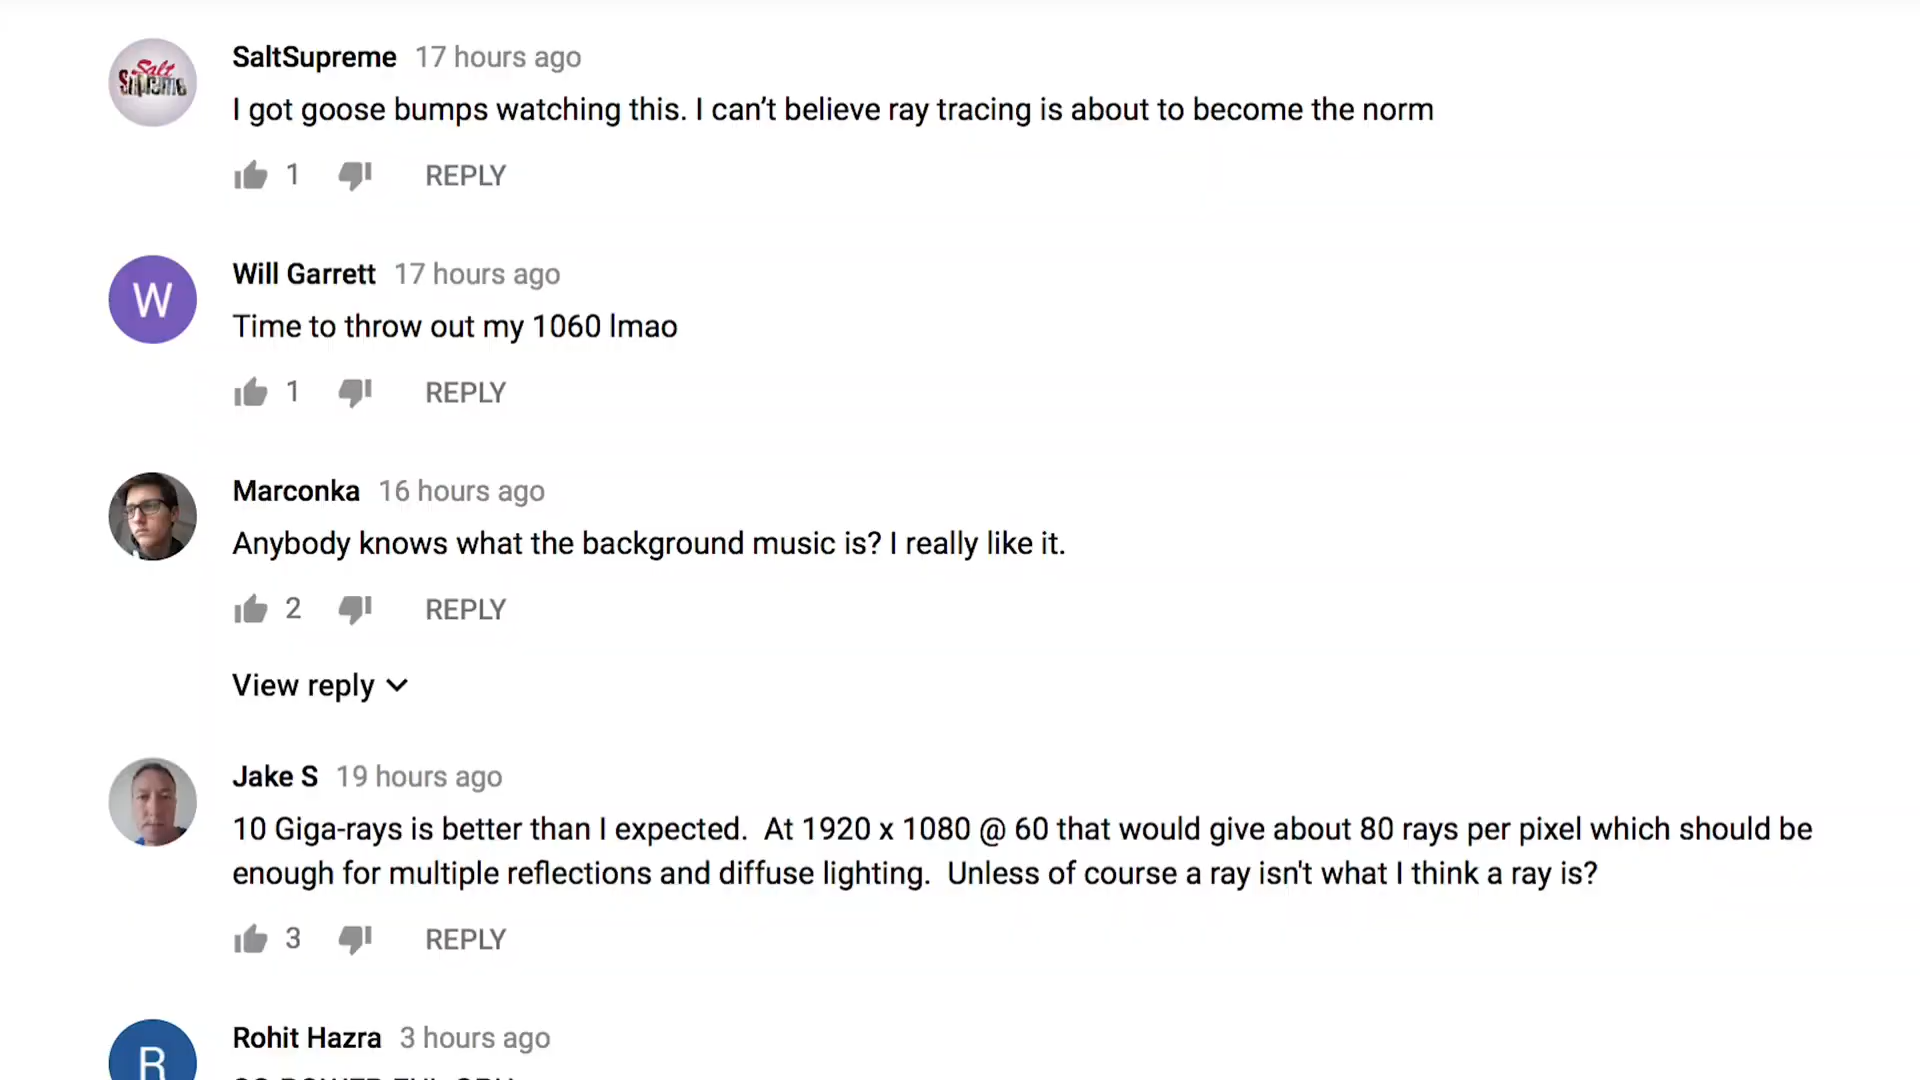 Salt
Supreme
SaltSupreme 17 hours ago
I got goose bumps watching this. I can’t believe ray tracing is about to become the norm
1 REPLY
W
Will Garrett 17 hours ago
Time to throw out my 1060 lmao
1 REPLY
Marconka 16 hours ago
Anybody knows what the background music is? I really like it.
2 REPLY
View reply
Jake S 19 hours ago
10 Giga-rays is better than I expected.  At 1920 x 1080 @ 60 that would give about 80 rays per pixel which should be
enough for multiple reflections and diffuse lighting.  Unless of course a ray isn't what I think a ray is?
3 REPLY
R
Rohit Hazra 3 hours ago